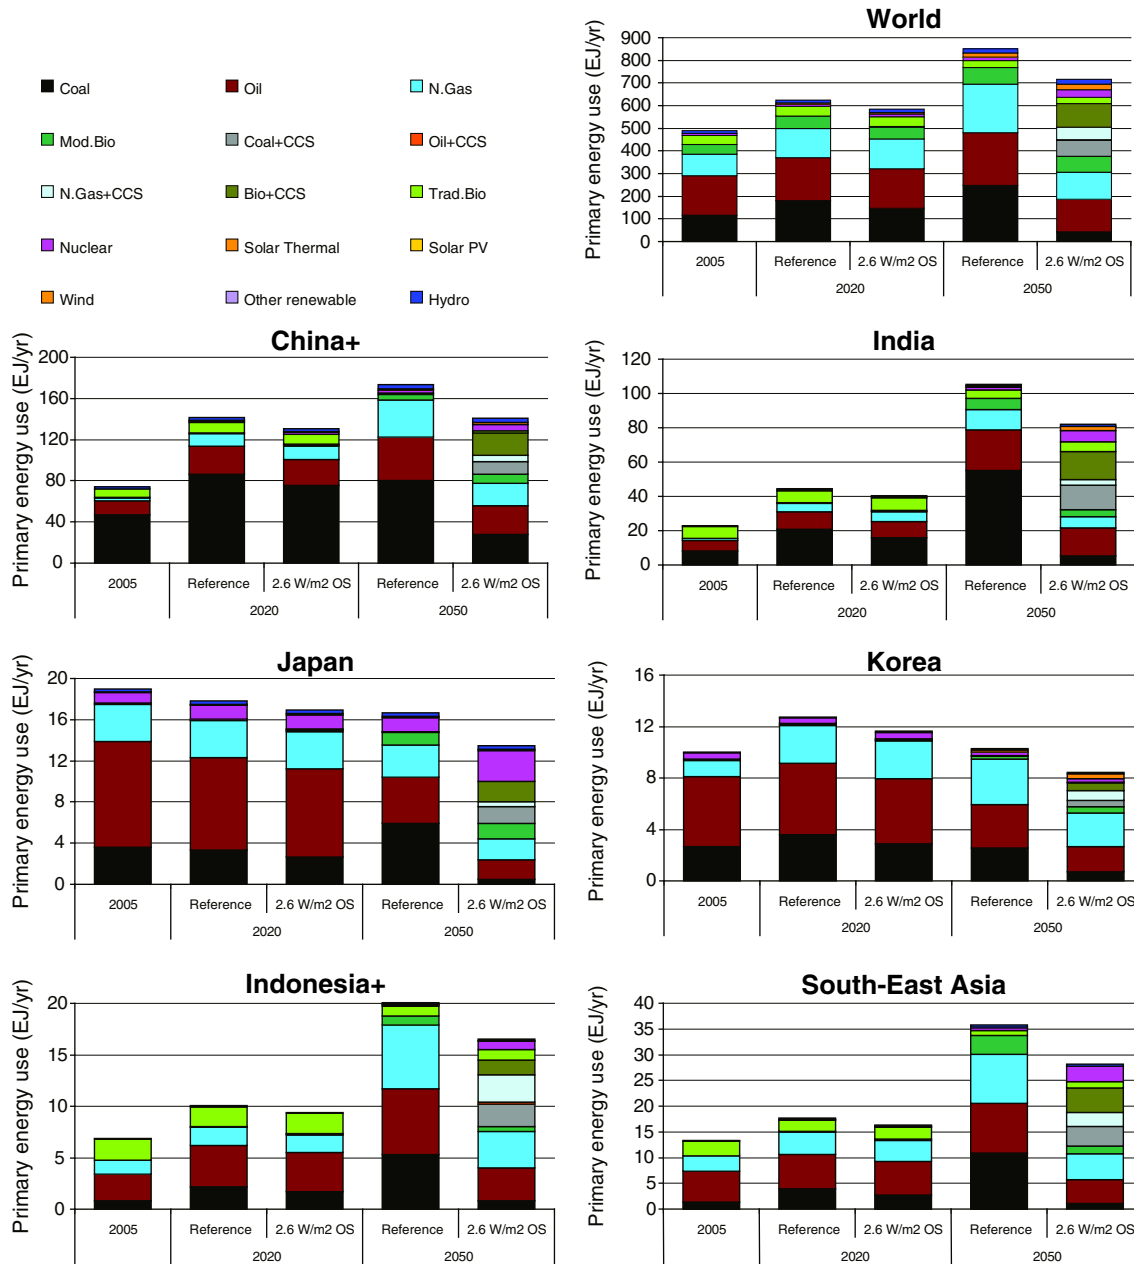 World
Primary energy use (EJ/yr)
900
800
700
600
500
400
300
200
100
0
2005 Reference 2.6 W/m2 OS Reference 2.6 W/m2 OS
2020 2050
Coal Oil N.Gas
Mod.Bio Coal+CCS Oil+CCS
N.Gas+CCS Bio+CCS Trad.Bio
Nuclear Solar Thermal Solar PV
Wind Other renewable Hydro
China+
Primary energy use (EJ/yr)
200
160
120
80
40
0
2005 Reference 2.6 W/m2 OS Reference 2.6 W/m2 OS
2020 2050
India
Primary energy use (EJ/yr)
120
100
80
60
40
20
0
2005 Reference 2.6 W/m2 OS Reference 2.6 W/m2 OS
2020 2050
Japan
Primary energy use (EJ/yr)
20
16
12
8
4
0
2005 Reference 2.6 W/m2 OS Reference 2.6 W/m2 OS
2020 2050
Korea
Primary energy use (EJ/yr)
16
12
8
4
0
2005 Reference 2.6 W/m2 OS Reference 2.6 W/m2 OS
2020 2050
Indonesia+
Primary energy use (EJ/yr)
20
15
10
5
0
2005 Reference 2.6 W/m2 OS Reference 2.6 W/m2 OS
2020 2050
South-East Asia
Primary energy use (EJ/yr)
40
35
30
25
20
15
10
5
0
2005 Reference 2.6 W/m2 OS Reference 2.6 W/m2 OS
2020 2050